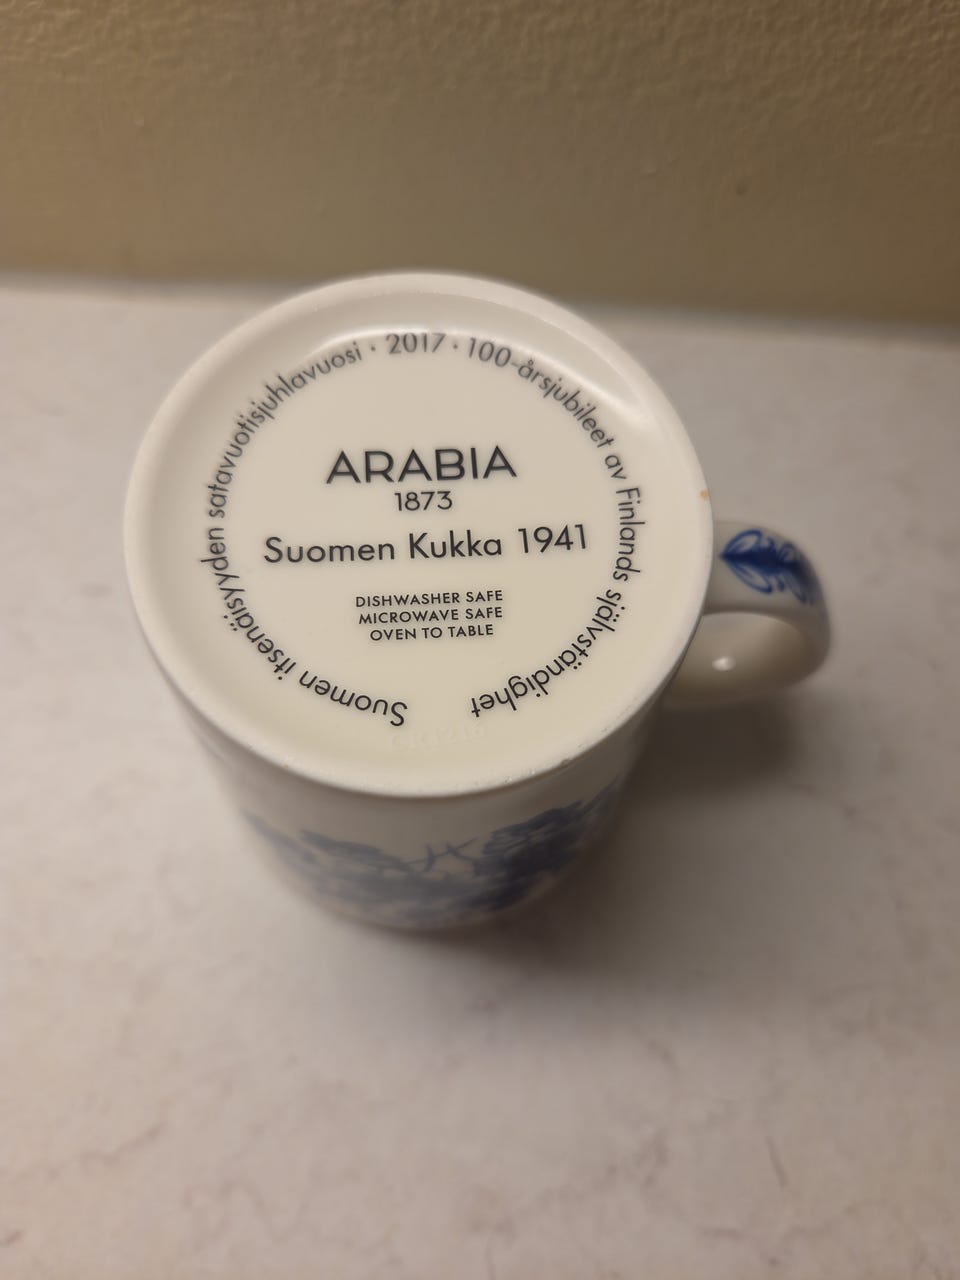 Suomen itsenäisyyden satavuotisjuhlavuosi · 2017 · 100-årsjubileet av Finlands självständighet
ARABIA
1873
Suomen Kukka 1941
DISHWASHER SAFE
MICROWAVE SAFE
OVEN TO TABLE